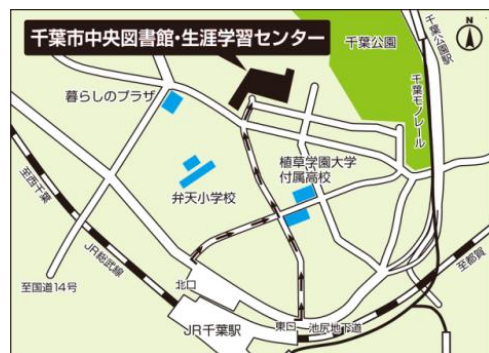 千葉市中央図書館・生涯学習センター
N
千葉公園
千葉公園駅
千葉モノレール
暮らしのプラザ
植草学園大学
付属高校
弁天小学校
至西千葉
JR総武線
至国道14号
北口
JR千葉駅
東口
池尻地下道
至都賀